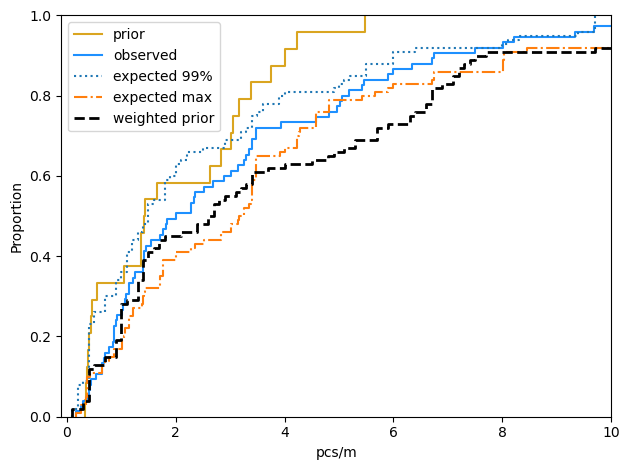 1.0
0.8
0.6
0.4
0.2
0.0
Proportion
prior
observed
expected 99%
expected max
weighted prior
0
2
4
6
8
10
pcs/m